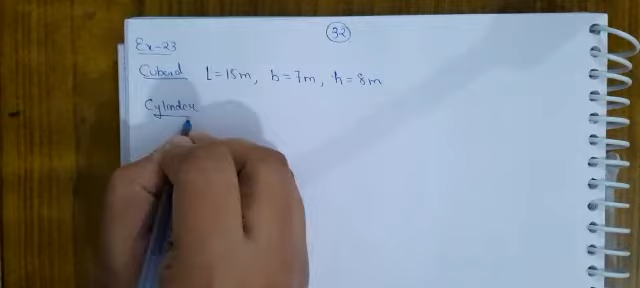 32
Ex-23
Cuboid L=15m, b=7m, h=8m
Cylinder